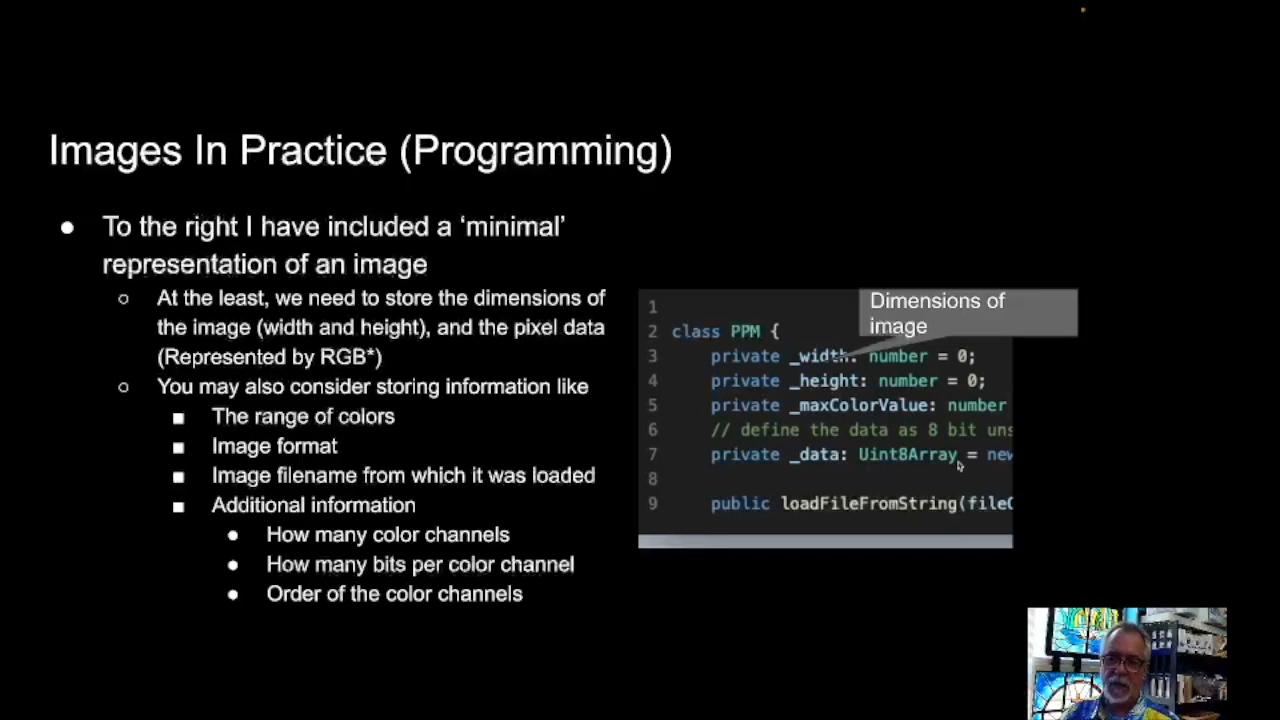 Images In Practice (Programming)
● To the right I have included a ‘minimal’
representation of an image
○ At the least, we need to store the dimensions of
the image (width and height), and the pixel data
(Represented by RGB*)
○ You may also consider storing information like
■ The range of colors
■ Image format
■ Image filename from which it was loaded
■ Additional information
● How many color channels
● How many bits per color channel
● Order of the color channels
Dimensions of
image
1
2 class PPM {
3 private _width: number = 0;
4 private _height: number = 0;
5 private _maxColorValue: number
6 // define the data as 8 bit uns
7 private _data: Uint8Array = new
8
9 public loadFileFromString(fileC